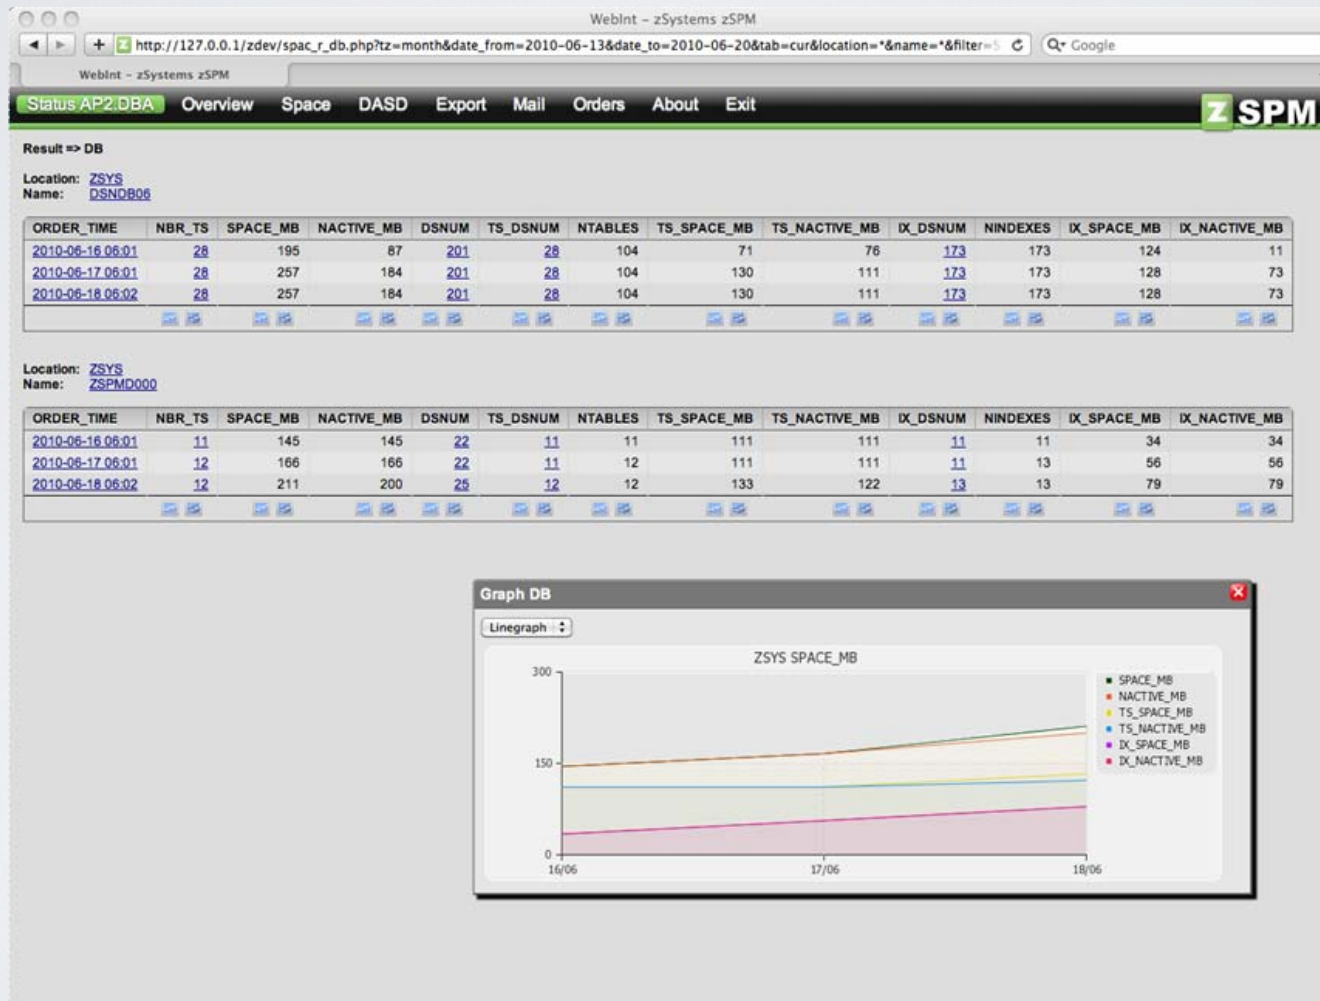 WebInt - zSystems zSPM
http://127.0.0.1/zdev/spac_r_db.php?tz=month&date_from=2010-06-13&date_to=2010-06-20&tab=cur&location=*&name=*&filter=
Google
WebInt - zSystems zSPM
Status AP2.DBA Overview Space DASD Export Mail Orders About Exit
Z SPM
Result => DB
Location: ZSYS
Name: DSNDB06
ORDER_TIME NBR_TS SPACE_MB NACTIVE_MB DSNUM TS_DSNUM NTABLES TS_SPACE_MB TS_NACTIVE_MB IX_DSNUM NINDEXES IX_SPACE_MB IX_NACTIVE_MB
2010-06-16 06:01 28 195 87 201 28 104 71 76 173 173 124 11
2010-06-17 06:01 28 257 184 201 28 104 130 111 173 173 128 73
2010-06-18 06:02 28 257 184 201 28 104 130 111 173 173 128 73
Location: ZSYS
Name: ZSPMD000
ORDER_TIME NBR_TS SPACE_MB NACTIVE_MB DSNUM TS_DSNUM NTABLES TS_SPACE_MB TS_NACTIVE_MB IX_DSNUM NINDEXES IX_SPACE_MB IX_NACTIVE_MB
2010-06-16 06:01 11 145 145 22 11 11 111 111 11 11 34 34
2010-06-17 06:01 12 166 166 22 11 12 111 111 11 13 56 56
2010-06-18 06:02 12 211 200 25 12 12 133 122 13 13 79 79
Graph DB
Linegraph
ZSYS SPACE_MB
300
150
0
16/06 17/06 18/06
SPACE_MB
NACTIVE_MB
TS_SPACE_MB
TS_NACTIVE_MB
IX_SPACE_MB
IX_NACTIVE_MB